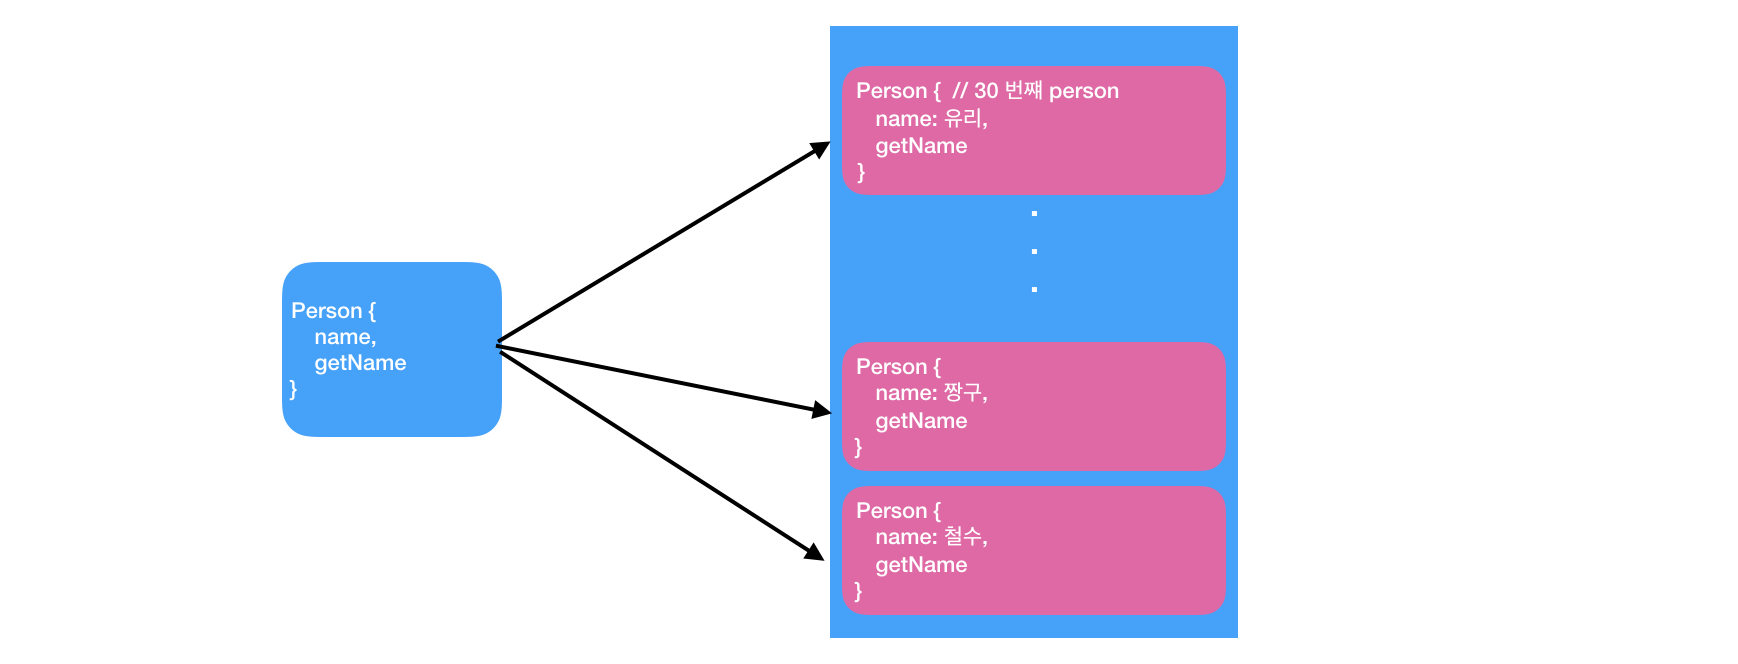 Person {
name,
getName
}
Person {  // 30 번째 person
name: 유리,
getName
}
.
.
.
Person {
name: 짱구,
getName
}
Person {
name: 철수,
getName
}